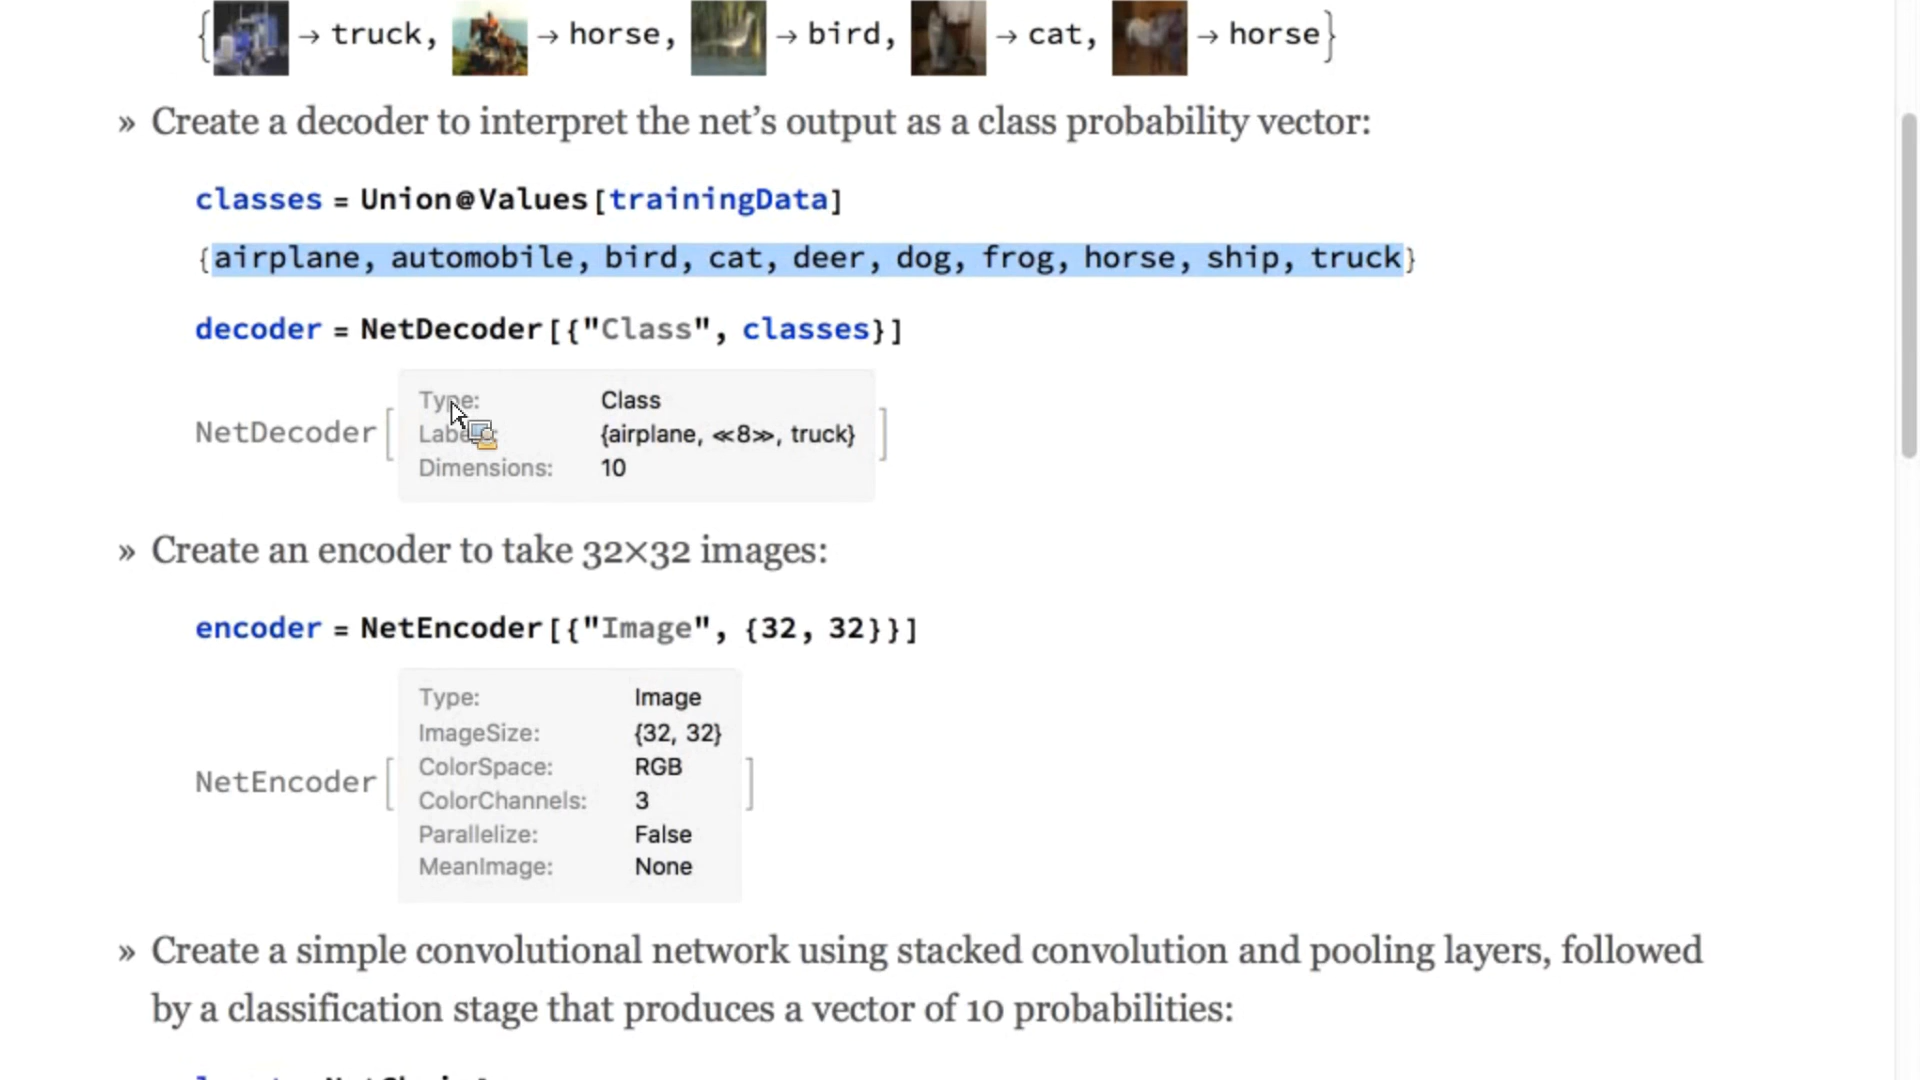 { → truck, → horse, → bird, → cat, → horse}
» Create a decoder to interpret the net’s output as a class probability vector:
classes = Union@Values[trainingData]
{airplane, automobile, bird, cat, deer, dog, frog, horse, ship, truck}
decoder = NetDecoder[{"Class", classes}]
Type: Class
NetDecoder[ {airplane, ≪8≫, truck} ]
Dimensions: 10
» Create an encoder to take 32×32 images:
encoder = NetEncoder[{"Image", {32, 32}}]
Type: Image
ImageSize: {32, 32}
ColorSpace: RGB
NetEncoder[ ColorChannels: 3 ]
Parallelize: False
MeanImage: None
» Create a simple convolutional network using stacked convolution and pooling layers, followed
by a classification stage that produces a vector of 10 probabilities: